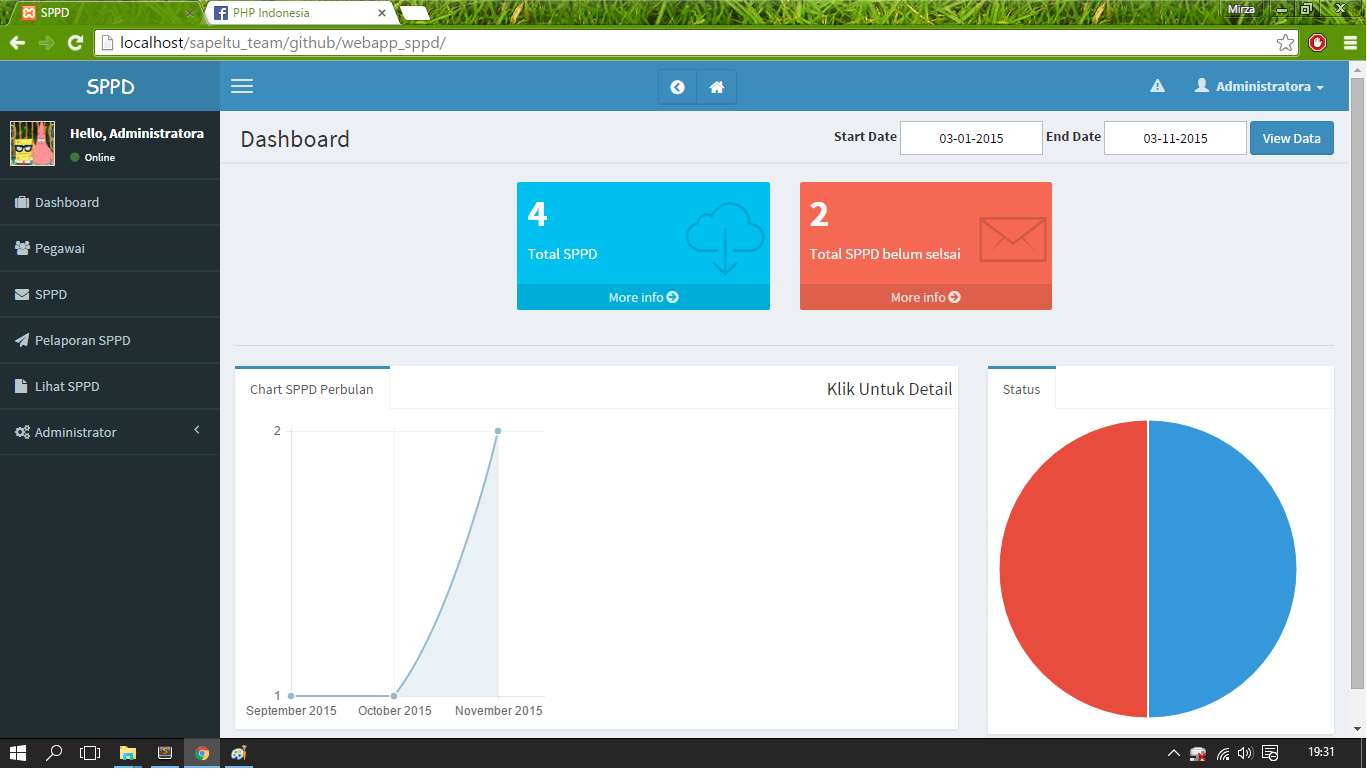 SPPD
PHP Indonesia
Mirza
localhost/sapeltu_team/github/webapp_sppd/
SPPD
Administratora
Hello, Administratora
Online
Dashboard
Pegawai
SPPD
Pelaporan SPPD
Lihat SPPD
Administrator
Dashboard
Start Date 03-01-2015 End Date 03-11-2015 View Data
4
Total SPPD
More info
2
Total SPPD belum selsai
More info
Chart SPPD Perbulan
Klik Untuk Detail
2
1
September 2015 October 2015 November 2015
Status
19:31